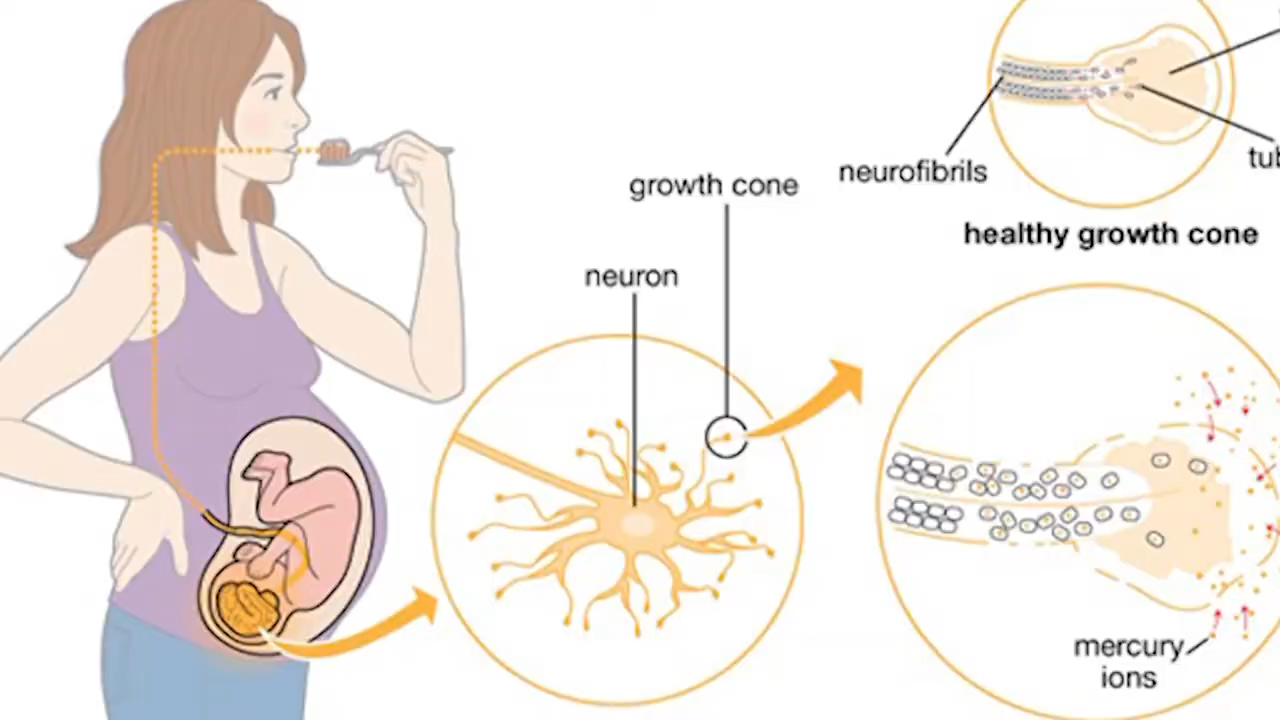 growth cone
neuron
neurofibrils
healthy growth cone
mercury
ions